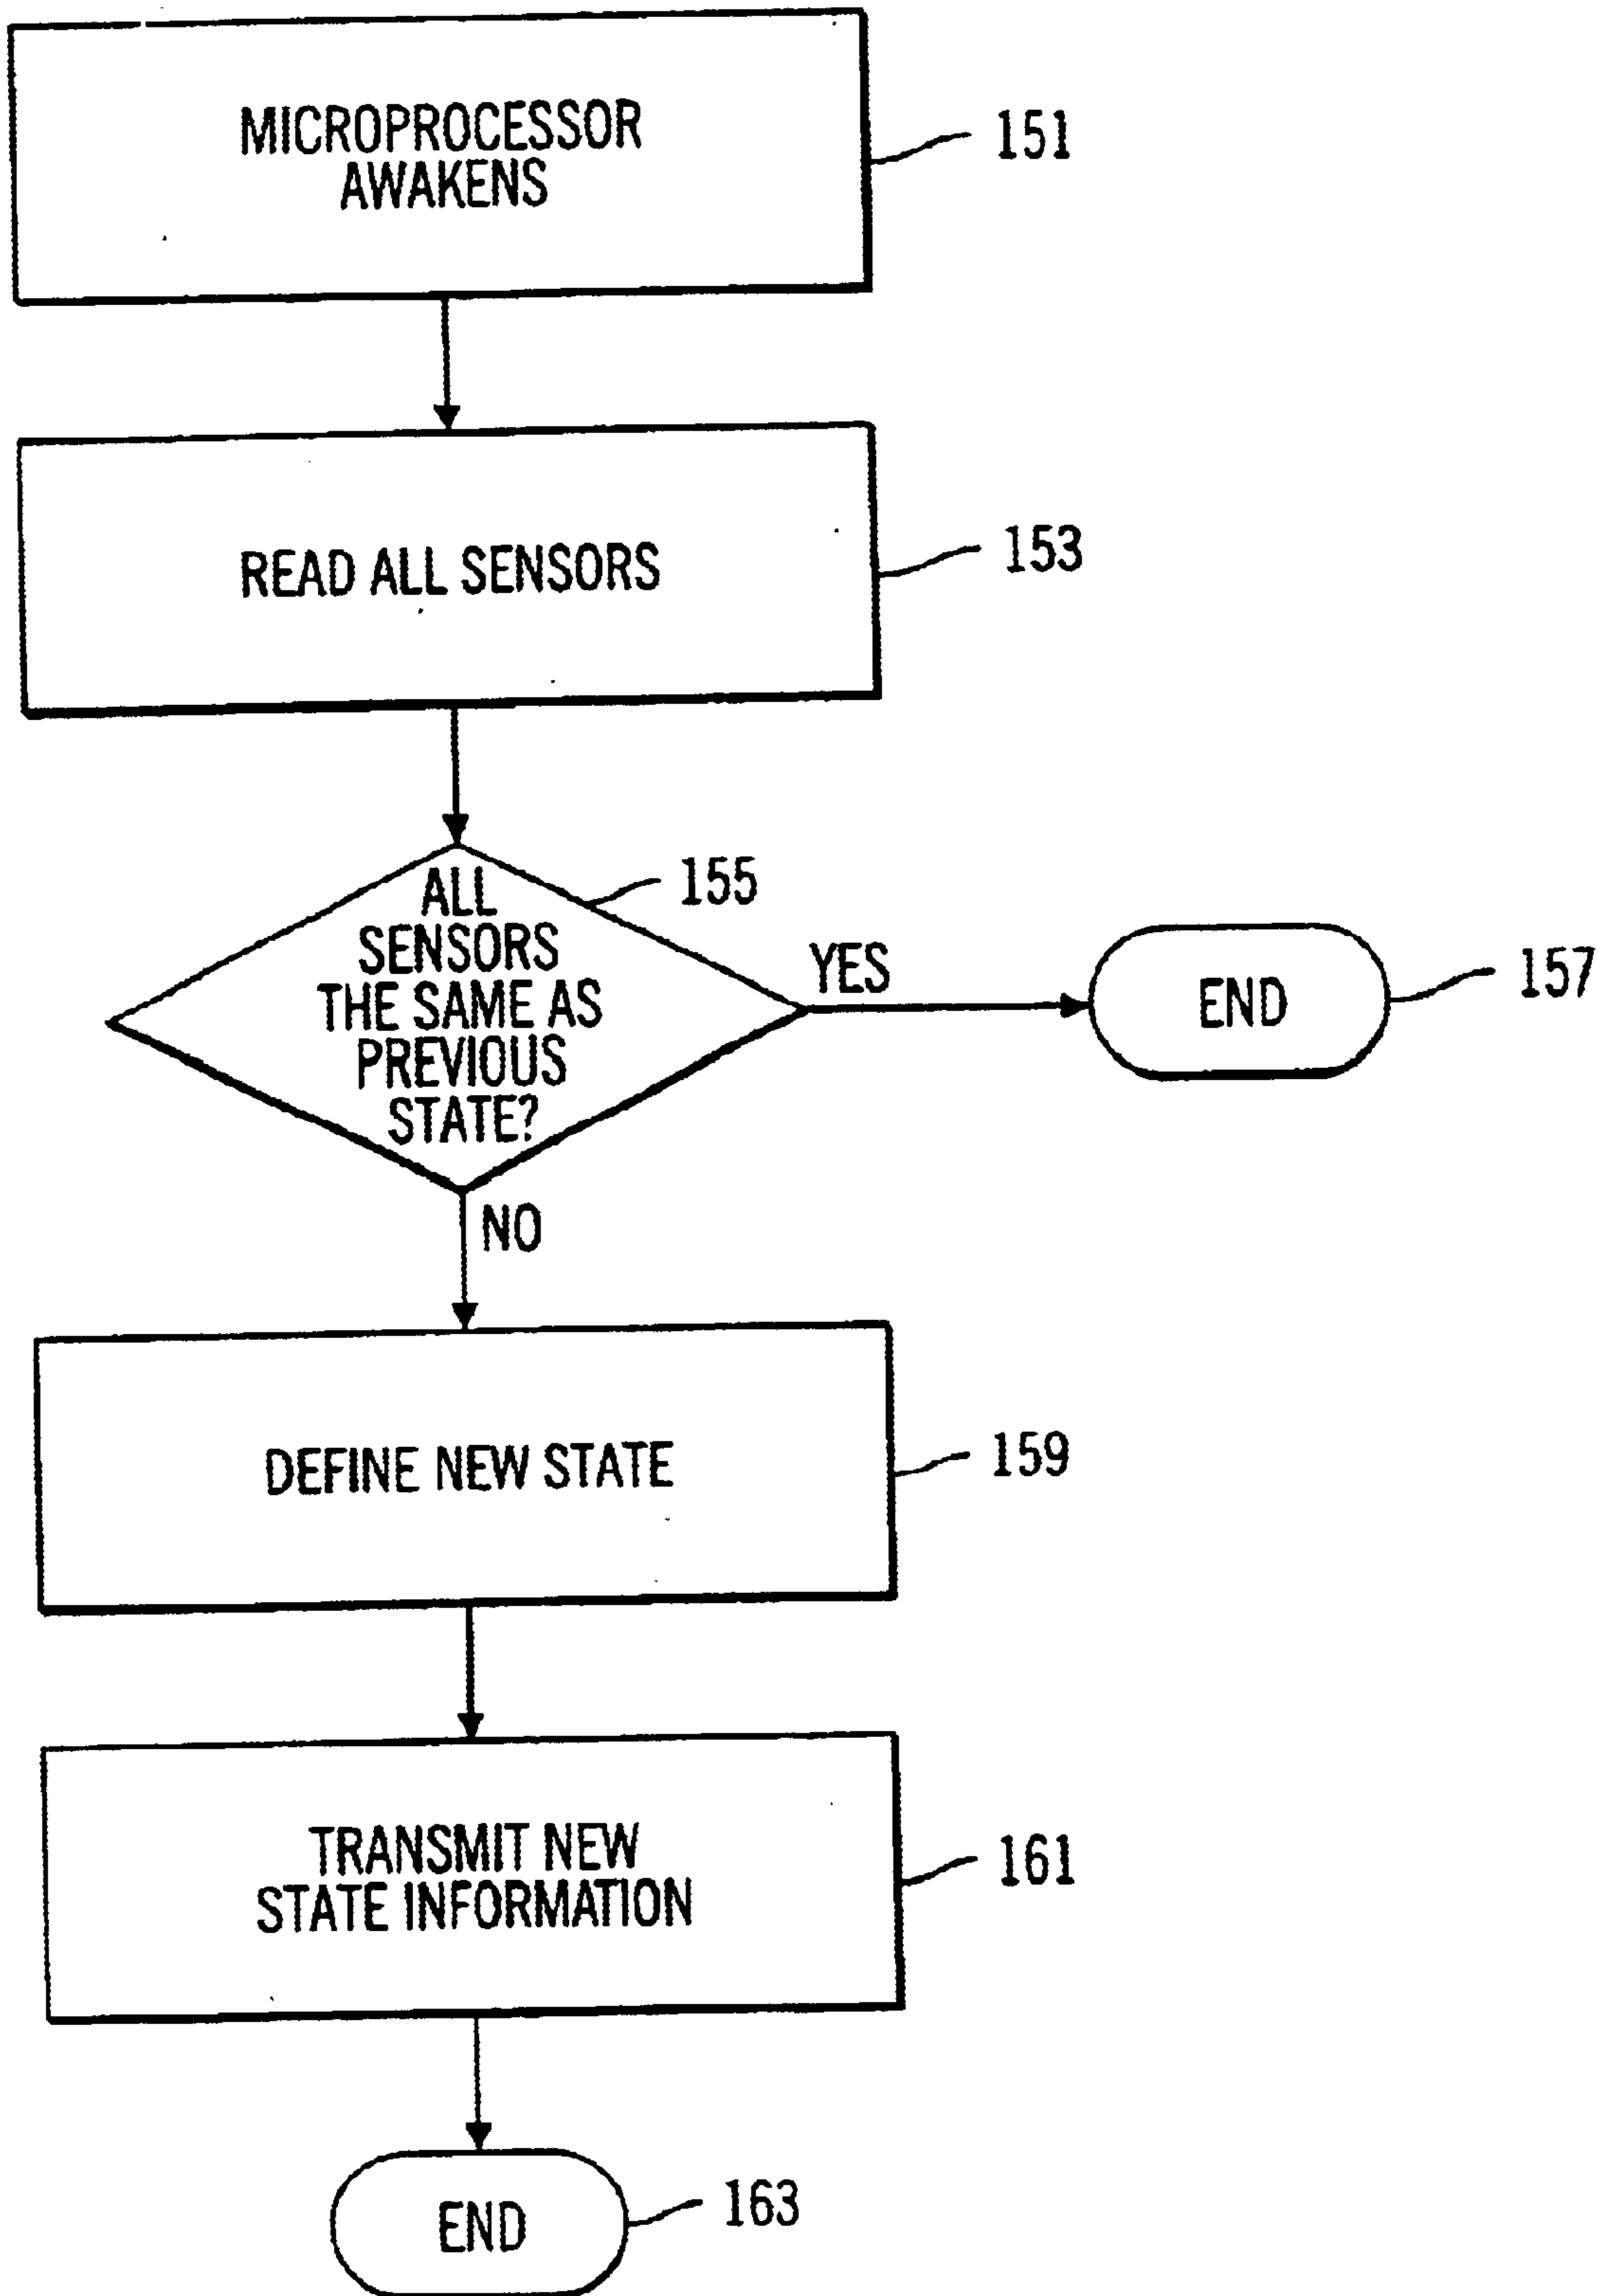 MICROPROCESSOR
AWAKENS
151
READ ALL SENSORS
153
ALL
SENSORS
THE SAME AS
PREVIOUS
STATE?
155
YES
END
157
NO
DEFINE NEW STATE
159
TRANSMIT NEW
STATE INFORMATION
161
END
163